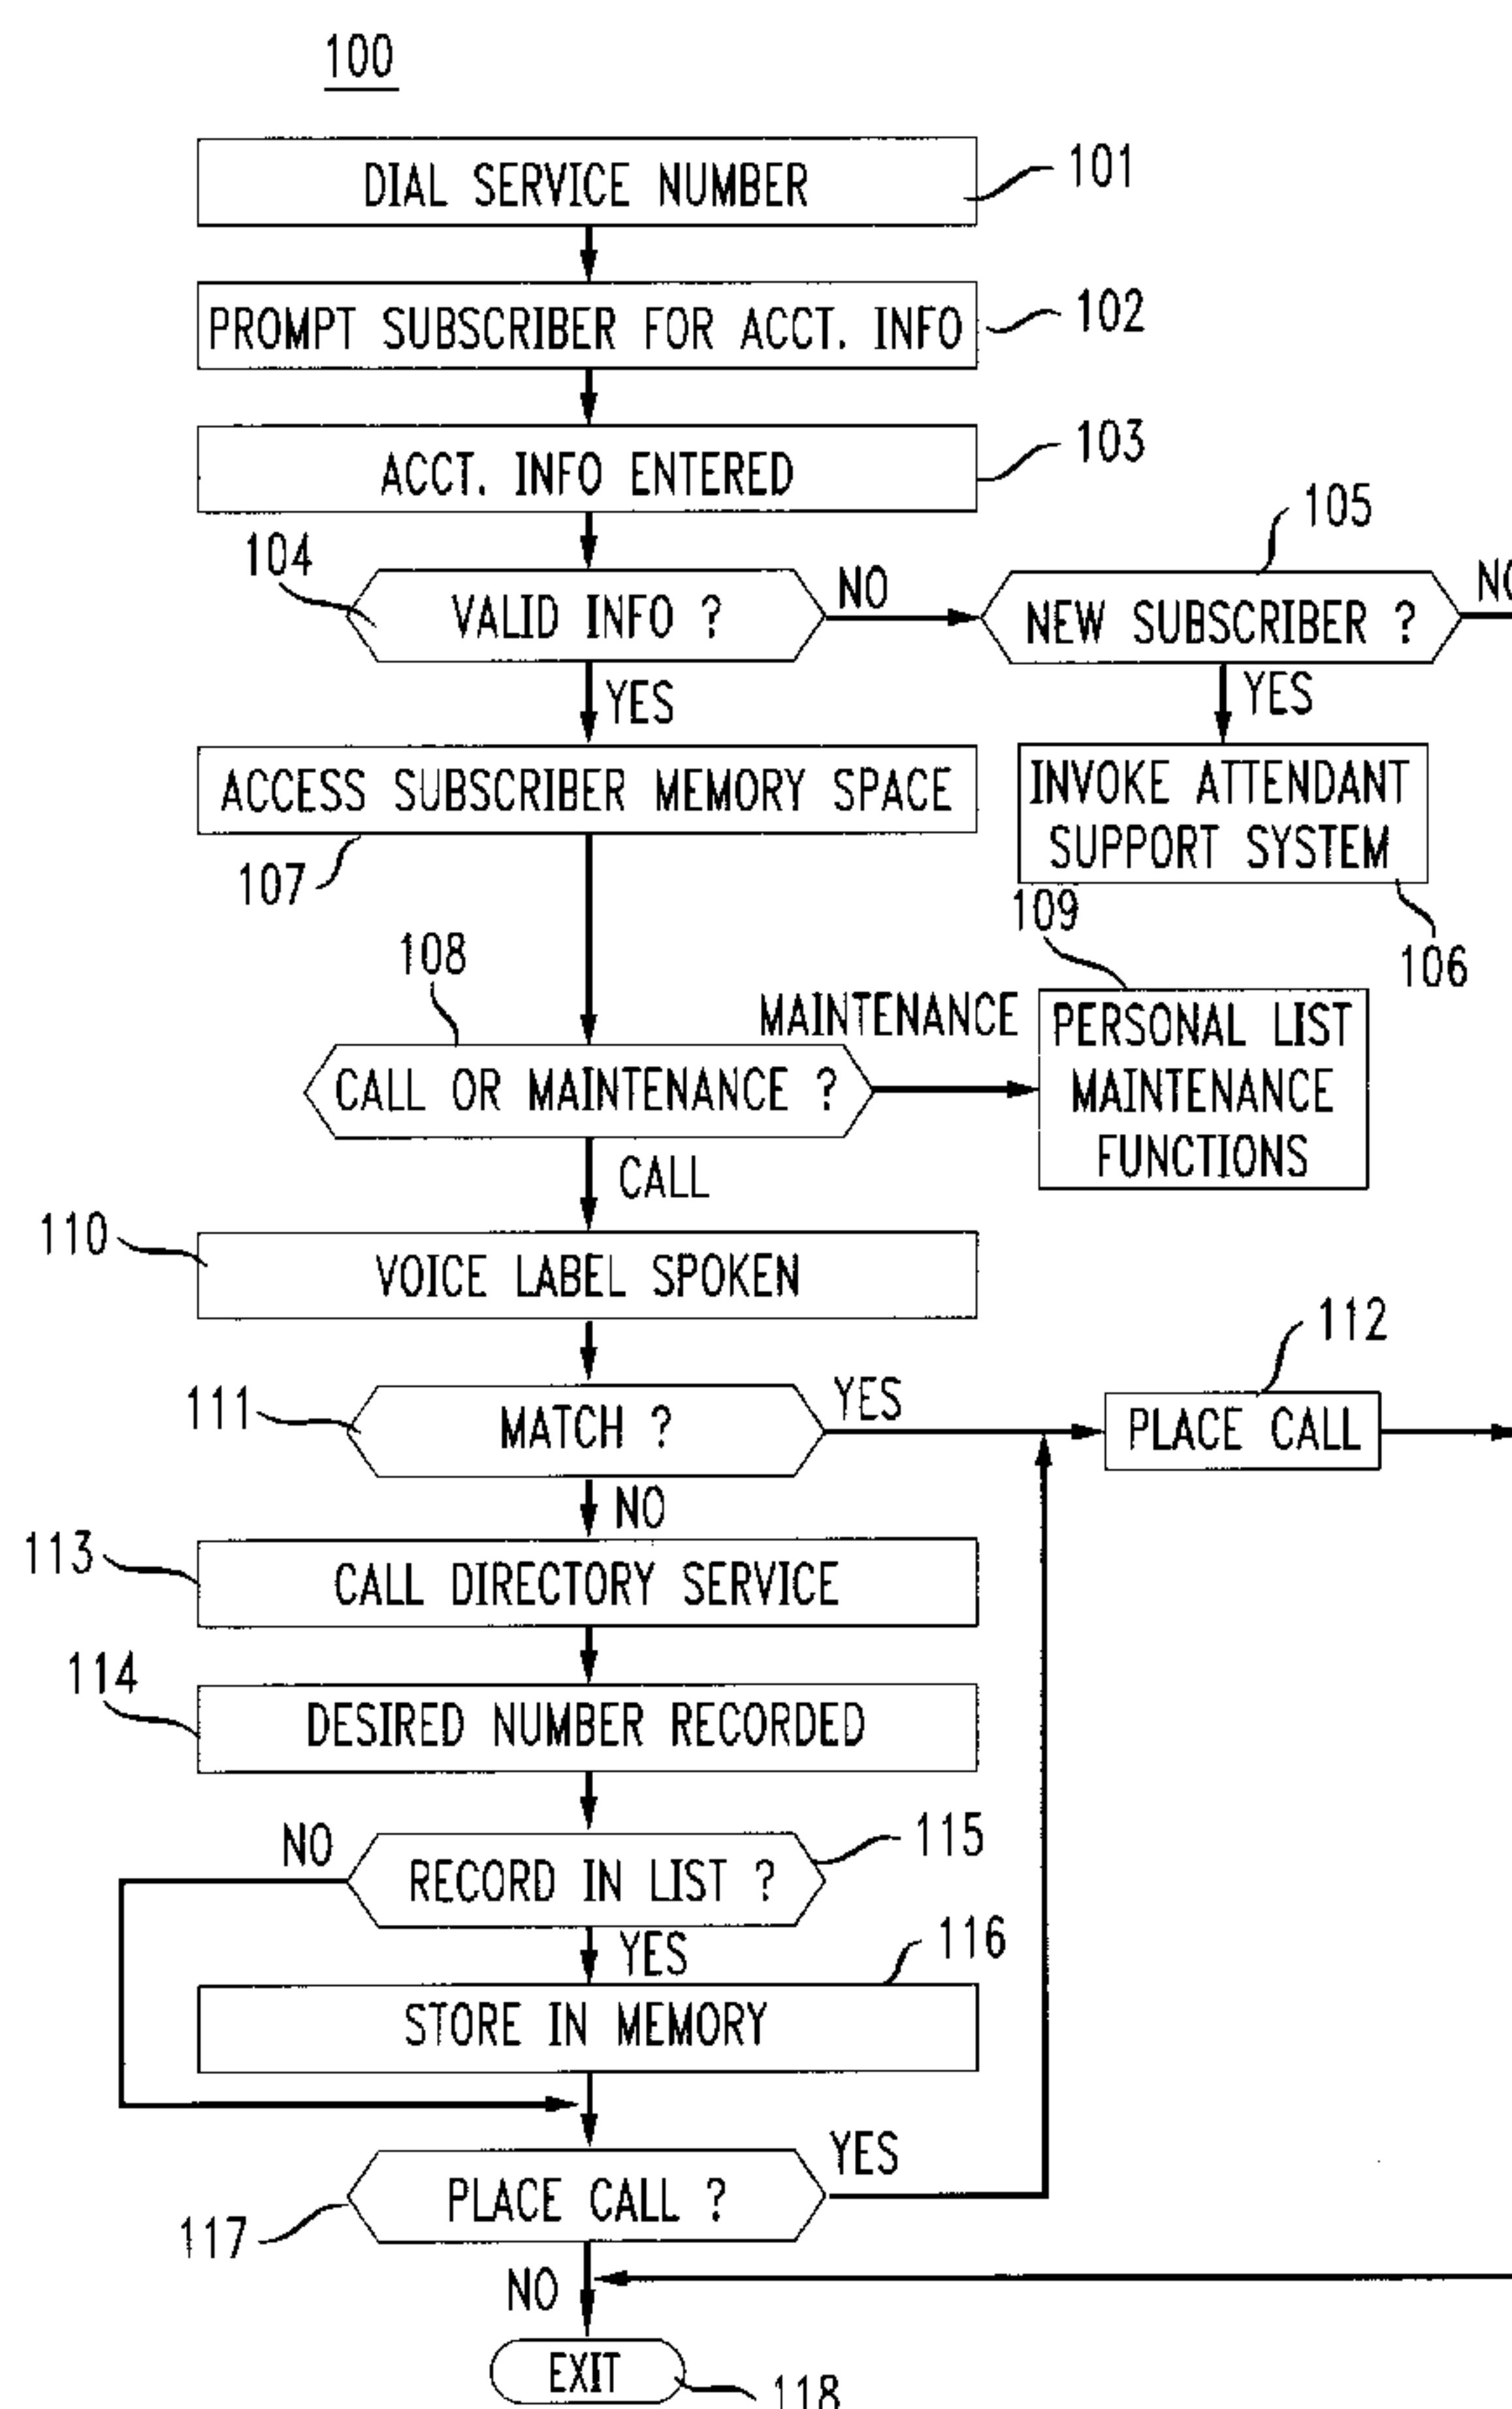 100
DIAL SERVICE NUMBER
101
PROMPT SUBSCRIBER FOR ACCT. INFO
102
ACCT. INFO ENTERED
103
104
VALID INFO ?
NO
105
NEW SUBSCRIBER ?
NO
YES
YES
ACCESS SUBSCRIBER MEMORY SPACE
107
INVOKE ATTENDANT
SUPPORT SYSTEM
106
108
CALL OR MAINTENANCE ?
MAINTENANCE
109
PERSONAL LIST
MAINTENANCE
FUNCTIONS
CALL
110
VOICE LABEL SPOKEN
111
MATCH ?
YES
112
PLACE CALL
NO
113
CALL DIRECTORY SERVICE
114
DESIRED NUMBER RECORDED
NO
RECORD IN LIST ?
115
YES
116
STORE IN MEMORY
PLACE CALL ?
YES
117
NO
EXIT
118